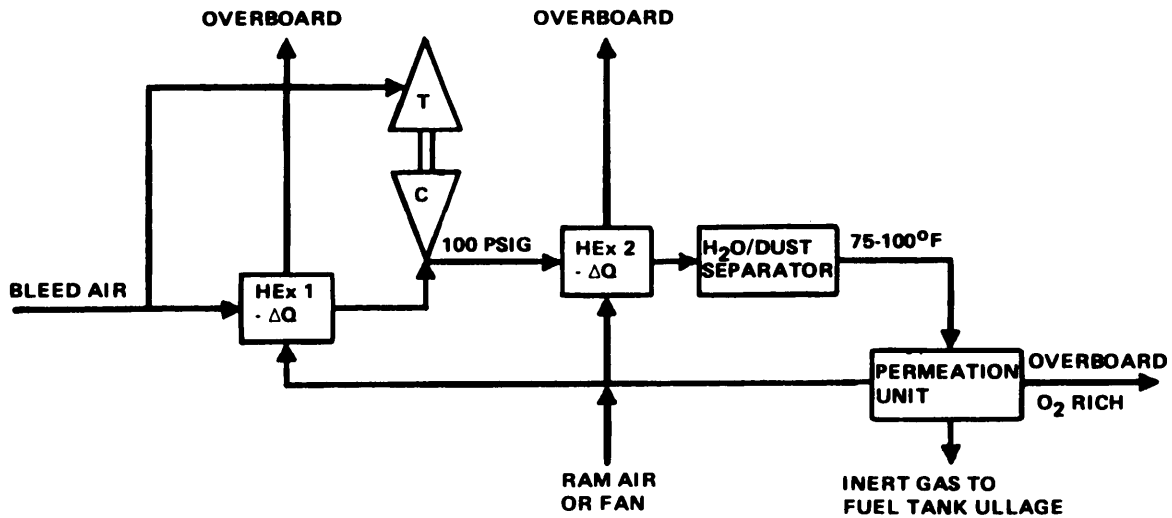 OVERBOARD
OVERBOARD
T
C
100 PSIG
HEx 2
- ΔQ
H₂O/DUST
SEPARATOR
75-100°F
BLEED AIR
HEx 1
- ΔQ
PERMEATION
UNIT
OVERBOARD
O₂ RICH
RAM AIR
OR FAN
INERT GAS TO
FUEL TANK ULLAGE